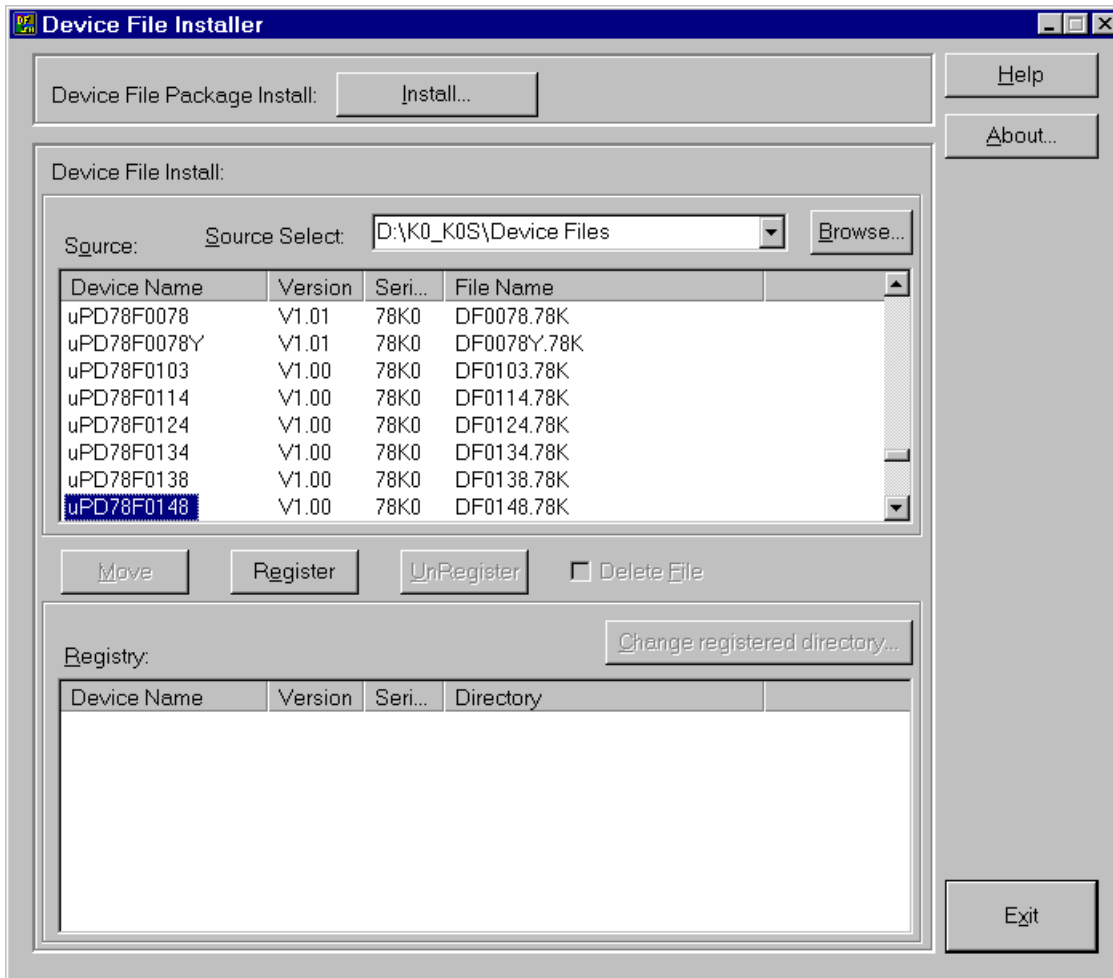 Device File Installer
Device File Package Install: Install...
Help
About...
Device File Install:
Source: Source Select: D:\K0_K0S\Device Files Browse...
Device Name Version Seri... File Name
uPD78F0078 V1.01 78K0 DF0078.78K
uPD78F0078Y V1.01 78K0 DF0078Y.78K
uPD78F0103 V1.00 78K0 DF0103.78K
uPD78F0114 V1.00 78K0 DF0114.78K
uPD78F0124 V1.00 78K0 DF0124.78K
uPD78F0134 V1.00 78K0 DF0134.78K
uPD78F0138 V1.00 78K0 DF0138.78K
uPD78F0148 V1.00 78K0 DF0148.78K
Move Register UnRegister Delete File
Registry: Change registered directory...
Device Name Version Seri... Directory
Exit